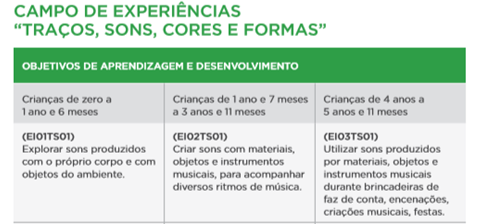 CAMPO DE EXPERIÊNCIAS
“TRAÇOS, SONS, CORES E FORMAS”
OBJETIVOS DE APRENDIZAGEM E DESENVOLVIMENTO
Crianças de zero a
1 ano e 6 meses
Crianças de 1 ano e 7 meses
a 3 anos e 11 meses
Crianças de 4 anos a
5 anos e 11 meses
(EI01TS01)
Explorar sons produzidos
com o próprio corpo e com
objetos do ambiente.
(EI02TS01)
Criar sons com materiais,
objetos e instrumentos
musicais, para acompanhar
diversos ritmos de música.
(EI03TS01)
Utilizar sons produzidos
por materiais, objetos e
instrumentos musicais
durante brincadeiras de
faz de conta, encenações,
criações musicais, festas.